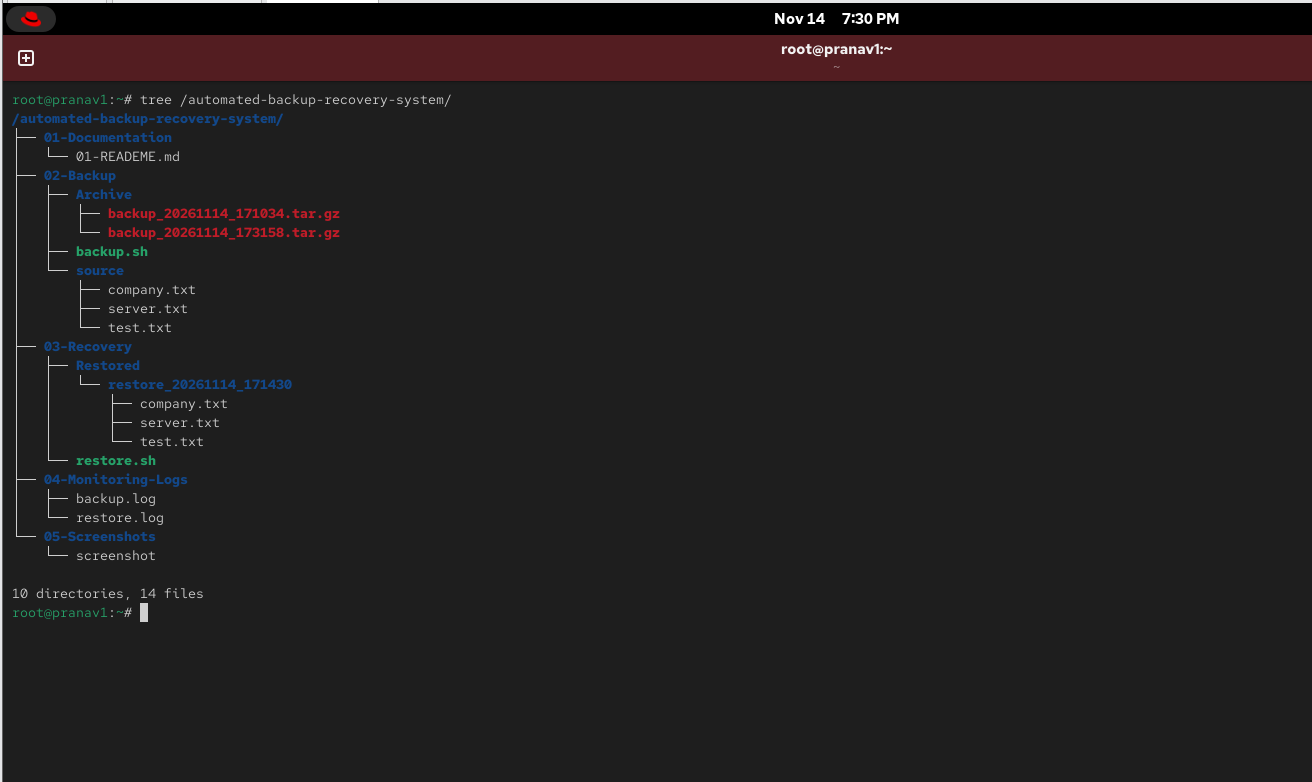 Nov 14 7:30 PM
root@pranav1:~
~
root@pranav1:~# tree /automated-backup-recovery-system/
/automated-backup-recovery-system/
├── 01-Documentation
│   └── 01-READEME.md
├── 02-Backup
│   ├── Archive
│   │   ├── backup_20261114_171034.tar.gz
│   │   └── backup_20261114_173158.tar.gz
│   ├── backup.sh
│   └── source
│       ├── company.txt
│       ├── server.txt
│       └── test.txt
├── 03-Recovery
│   ├── Restored
│   │   └── restore_20261114_171430
│   │       ├── company.txt
│   │       ├── server.txt
│   │       └── test.txt
│   └── restore.sh
├── 04-Monitoring-Logs
│   ├── backup.log
│   └── restore.log
└── 05-Screenshots
    └── screenshot
10 directories, 14 files
root@pranav1:~#